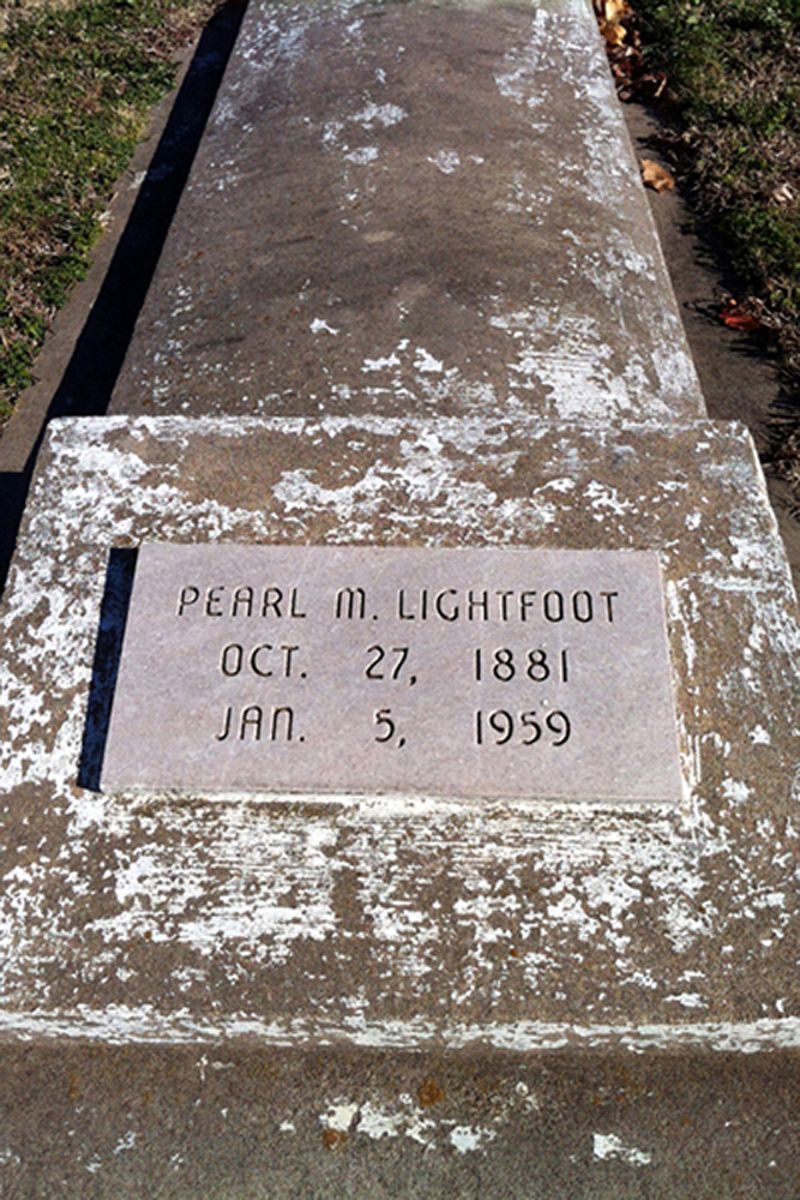 PEARL M. LIGHTFOOT
OCT. 27, 1881
JAN. 5, 1959